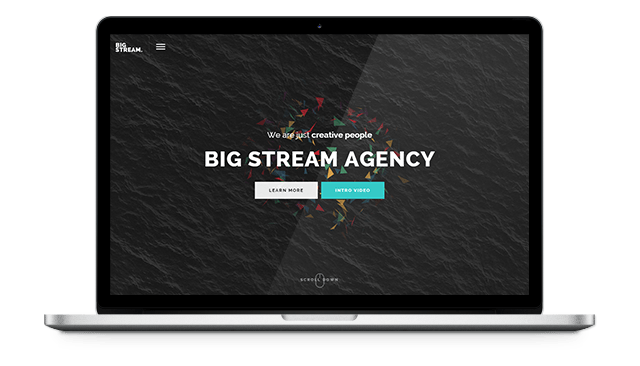 BIG
STREAM.
We are just creative people
BIG STREAM AGENCY
LEARN MORE
INTRO VIDEO
SCROLL DOWN